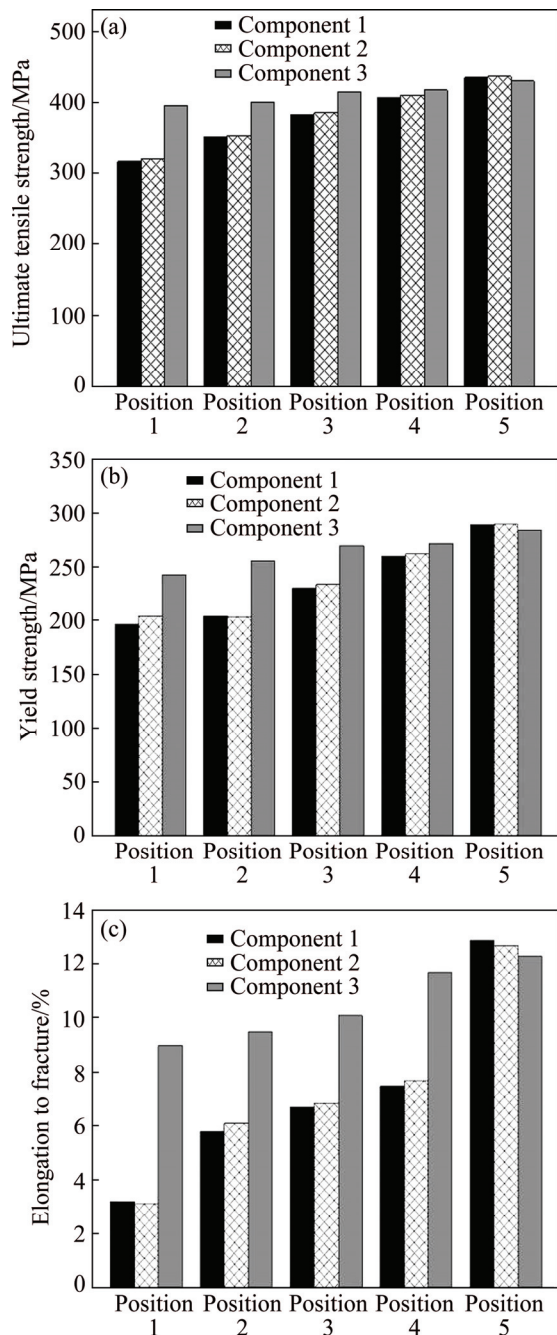 (a)
Component 1
Component 2
Component 3
500
400
300
200
100
0
Ultimate tensile strength/MPa
Position 1
Position 2
Position 3
Position 4
Position 5
(b)
Component 1
Component 2
Component 3
350
300
250
200
150
100
50
0
Yield strength/MPa
Position 1
Position 2
Position 3
Position 4
Position 5
(c)
Component 1
Component 2
Component 3
14
12
10
8
6
4
2
0
Elongation to fracture/%
Position 1
Position 2
Position 3
Position 4
Position 5